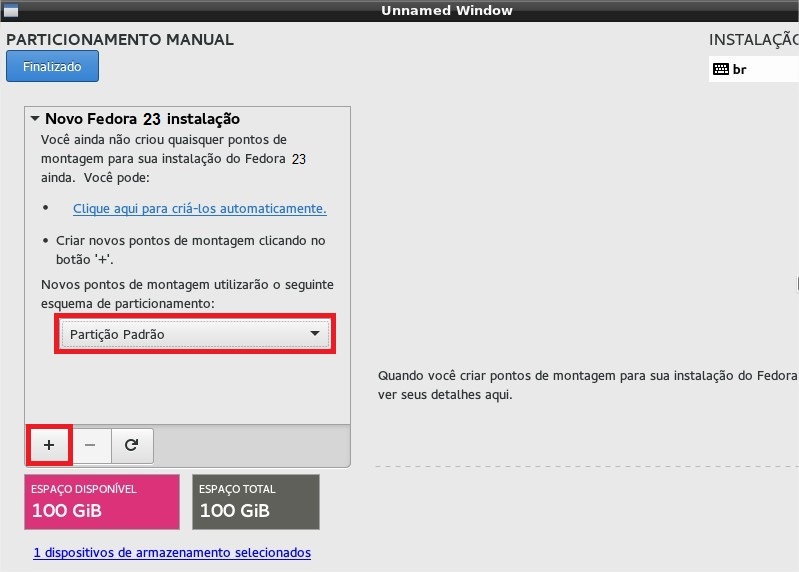 Unnamed Window
PARTICIONAMENTO MANUAL
INSTALAÇÃO
Finalizado
br
Novo Fedora 23 instalação
Você ainda não criou quaisquer pontos de
montagem para sua instalação do Fedora 23
ainda. Você pode:
• Clique aqui para criá-los automaticamente.
• Criar novos pontos de montagem clicando no
botão '+'.
Novos pontos de montagem utilizarão o seguinte
esquema de particionamento:
Partição Padrão
Quando você criar pontos de montagem para sua instalação do Fedora
ver seus detalhes aqui.
+ −
ESPAÇO DISPONÍVEL
100 GiB
ESPAÇO TOTAL
100 GiB
1 dispositivos de armazenamento selecionados